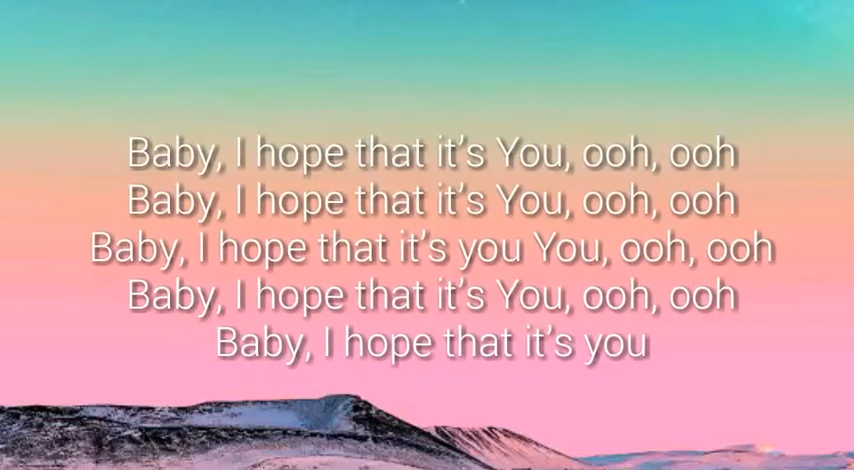 Baby, I hope that it's You, ooh, ooh
Baby, I hope that it's You, ooh, ooh
Baby, I hope that it's you You, ooh, ooh
Baby, I hope that it's You, ooh, ooh
Baby, I hope that it's you